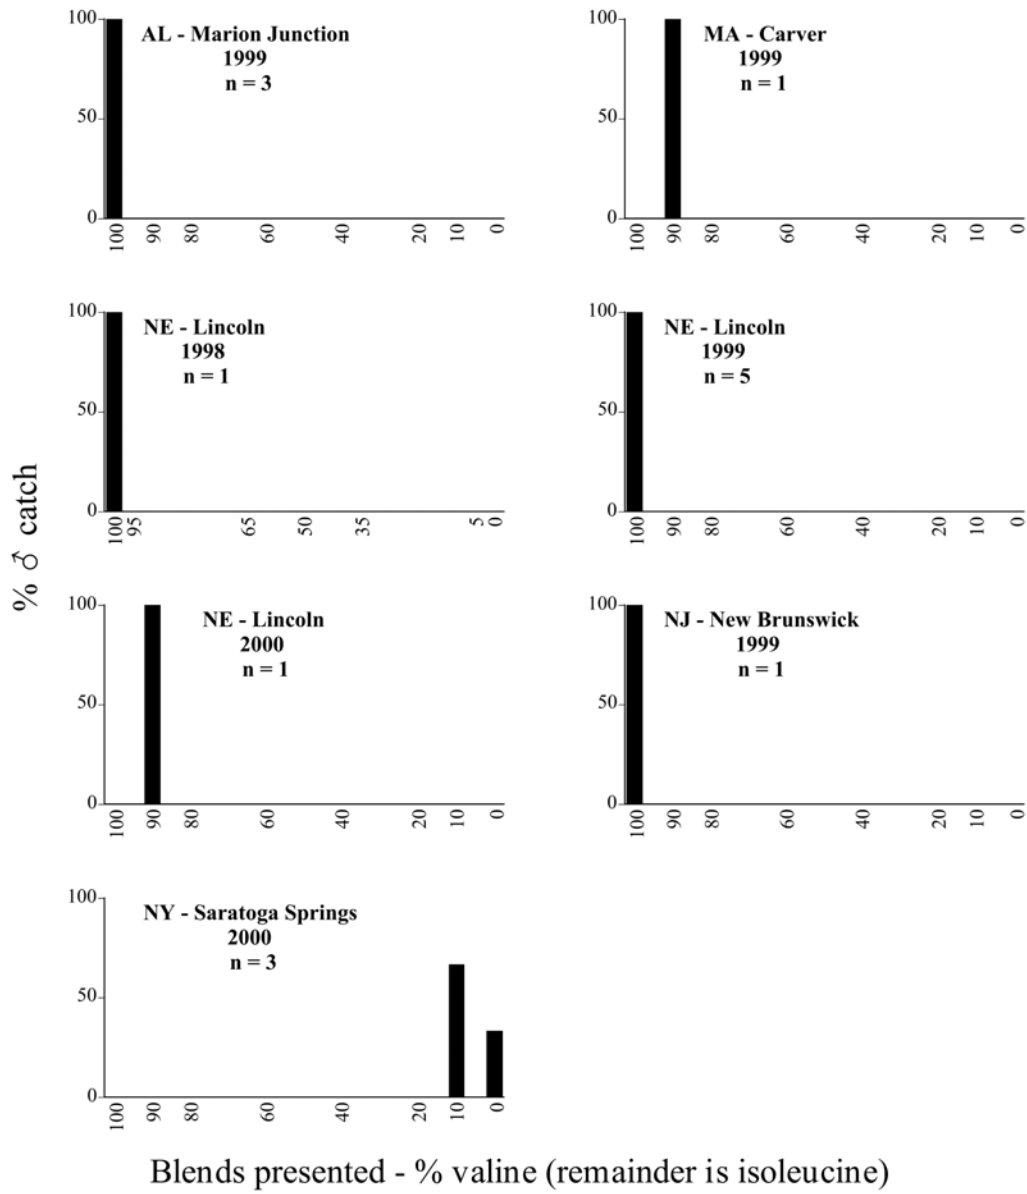 % ♂ catch
100
50
0
AL - Marion Junction
1999
n = 3
100 90 80 60 40 20 10 0
100
50
0
MA - Carver
1999
n = 1
100 90 80 60 40 20 10 0
100
50
0
NE - Lincoln
1998
n = 1
100 95 65 50 35 5 0
100
50
0
NE - Lincoln
1999
n = 5
100 90 80 60 40 20 10 0
100
50
0
NE - Lincoln
2000
n = 1
100 90 80 60 40 20 10 0
100
50
0
NJ - New Brunswick
1999
n = 1
100 90 80 60 40 20 10 0
100
50
0
NY - Saratoga Springs
2000
n = 3
100 90 80 60 40 20 10 0
Blends presented - % valine (remainder is isoleucine)